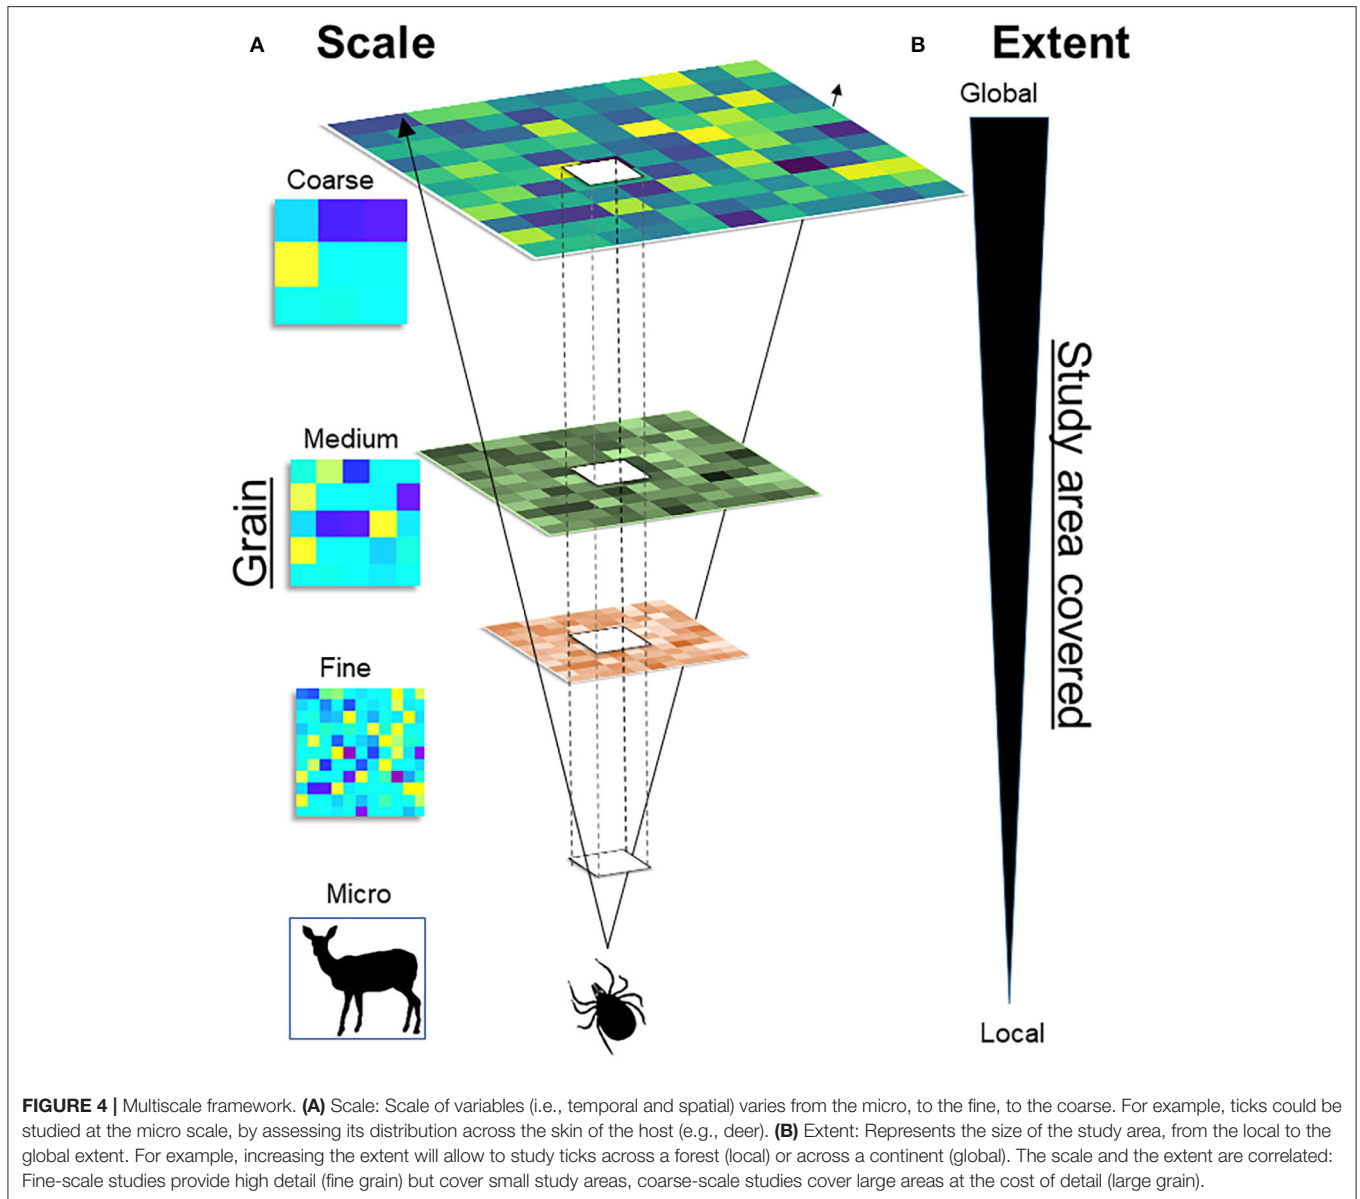 A Scale
B Extent
Global
Coarse
Medium
Grain
Fine
Micro
Study area covered
Local
FIGURE 4 | Multiscale framework. (A) Scale: Scale of variables (i.e., temporal and spatial) varies from the micro, to the fine, to the coarse. For example, ticks could be
studied at the micro scale, by assessing its distribution across the skin of the host (e.g., deer). (B) Extent: Represents the size of the study area, from the local to the
global extent. For example, increasing the extent will allow to study ticks across a forest (local) or across a continent (global). The scale and the extent are correlated:
Fine-scale studies provide high detail (fine grain) but cover small study areas, coarse-scale studies cover large areas at the cost of detail (large grain).